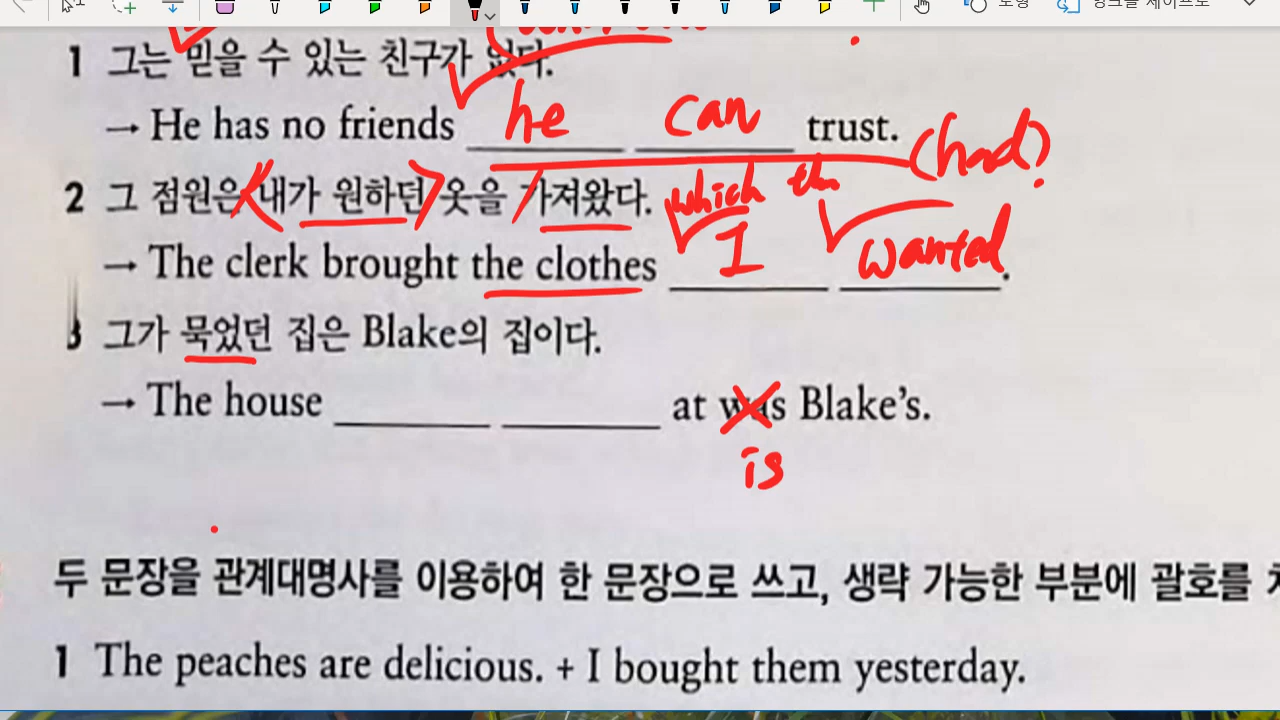 1 그는 믿을 수 있는 친구가 없다.
→ He has no friends he can trust.
(had?
2 그 점원은 내가 원하던 옷을 가져왔다.
which
→ The clerk brought the clothes I wanted.
3 그가 묵었던 집은 Blake의 집이다.
→ The house ______ ______ at was Blake's.
is
두 문장을 관계대명사를 이용하여 한 문장으로 쓰고, 생략 가능한 부분에 괄호를
1 The peaches are delicious. + I bought them yesterday.